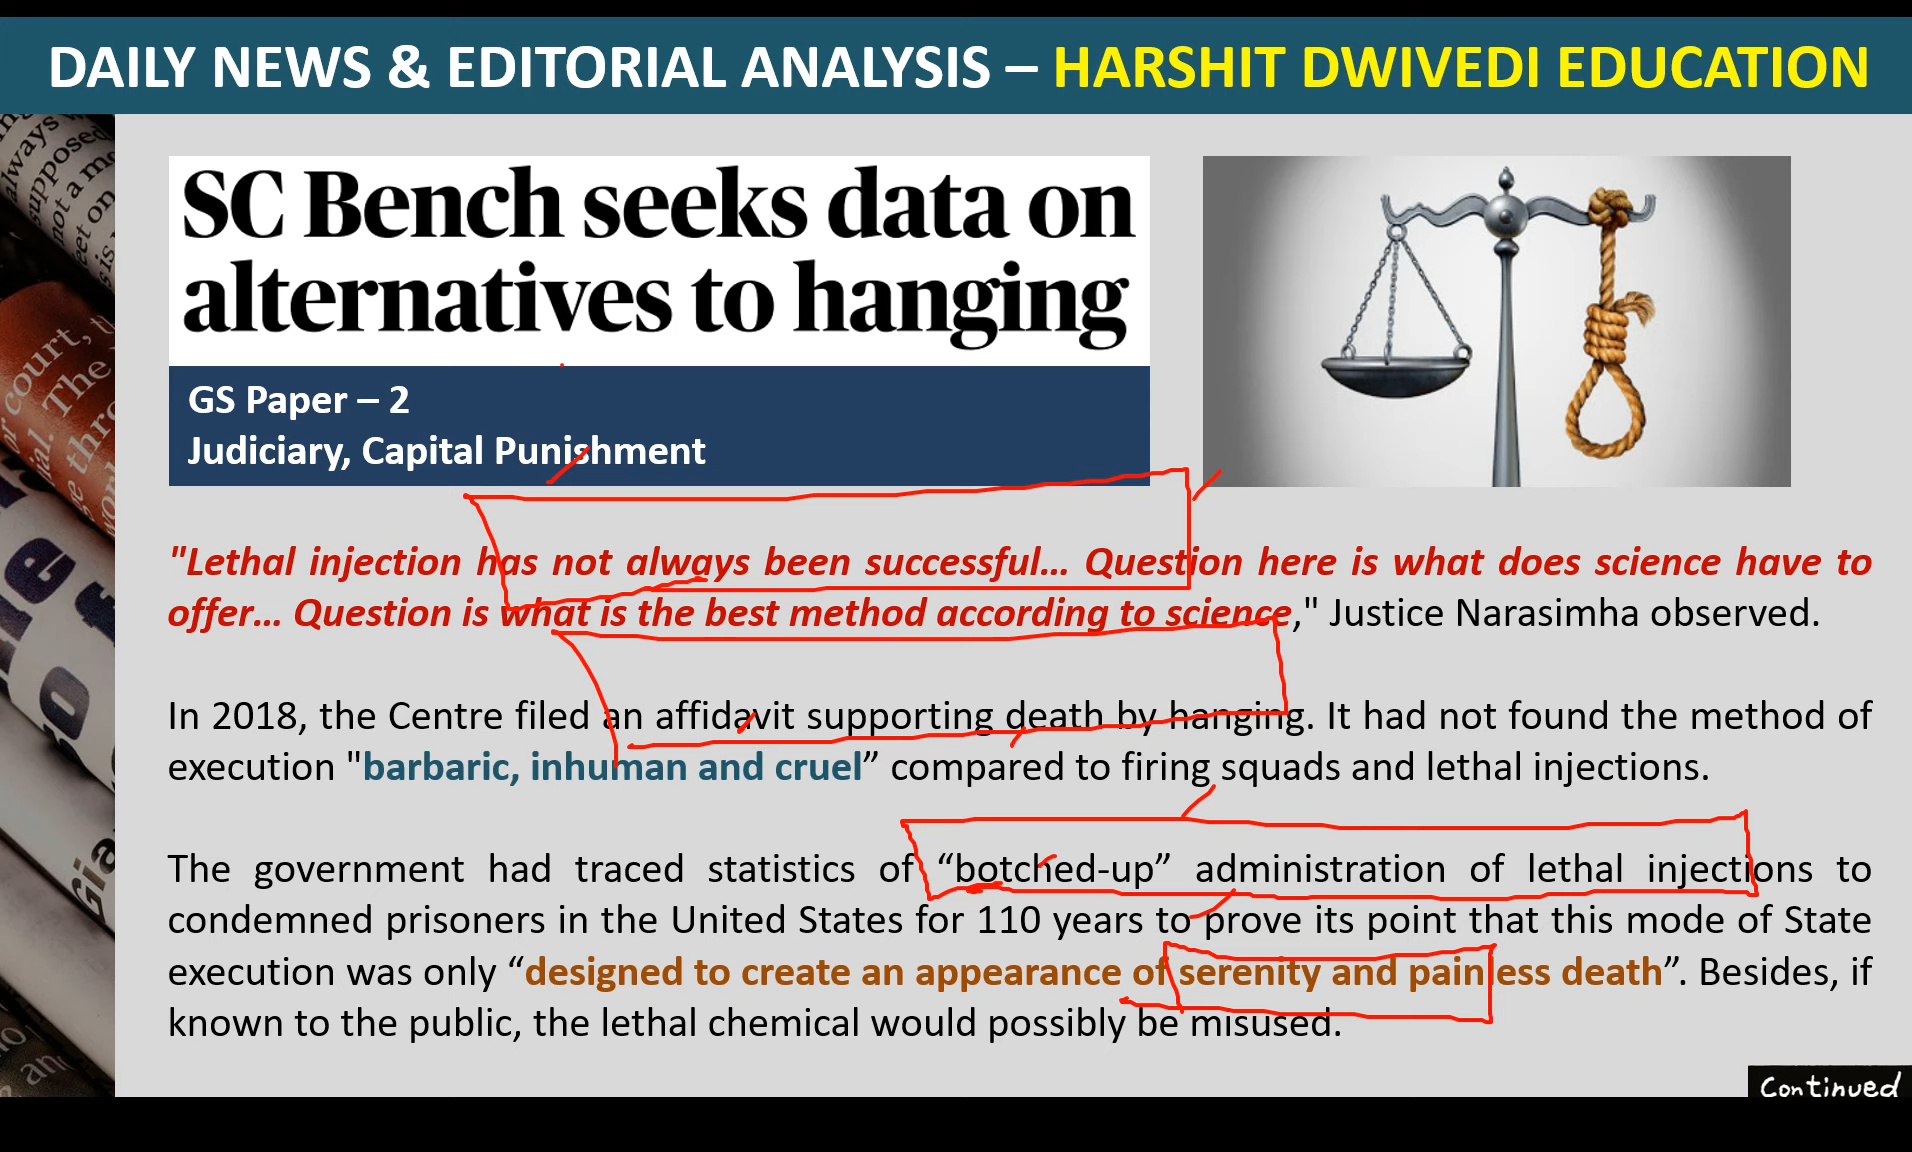 DAILY NEWS & EDITORIAL ANALYSIS – HARSHIT DWIVEDI EDUCATION
SC Bench seeks data on
alternatives to hanging
GS Paper – 2
Judiciary, Capital Punishment
"Lethal injection has not always been successful... Question here is what does science have to
offer... Question is what is the best method according to science," Justice Narasimha observed.
In 2018, the Centre filed an affidavit supporting death by hanging. It had not found the method of
execution "barbaric, inhuman and cruel” compared to firing squads and lethal injections.
The government had traced statistics of “botched-up” administration of lethal injections to
condemned prisoners in the United States for 110 years to prove its point that this mode of State
execution was only “designed to create an appearance of serenity and painless death”. Besides, if
known to the public, the lethal chemical would possibly be misused.
Continued